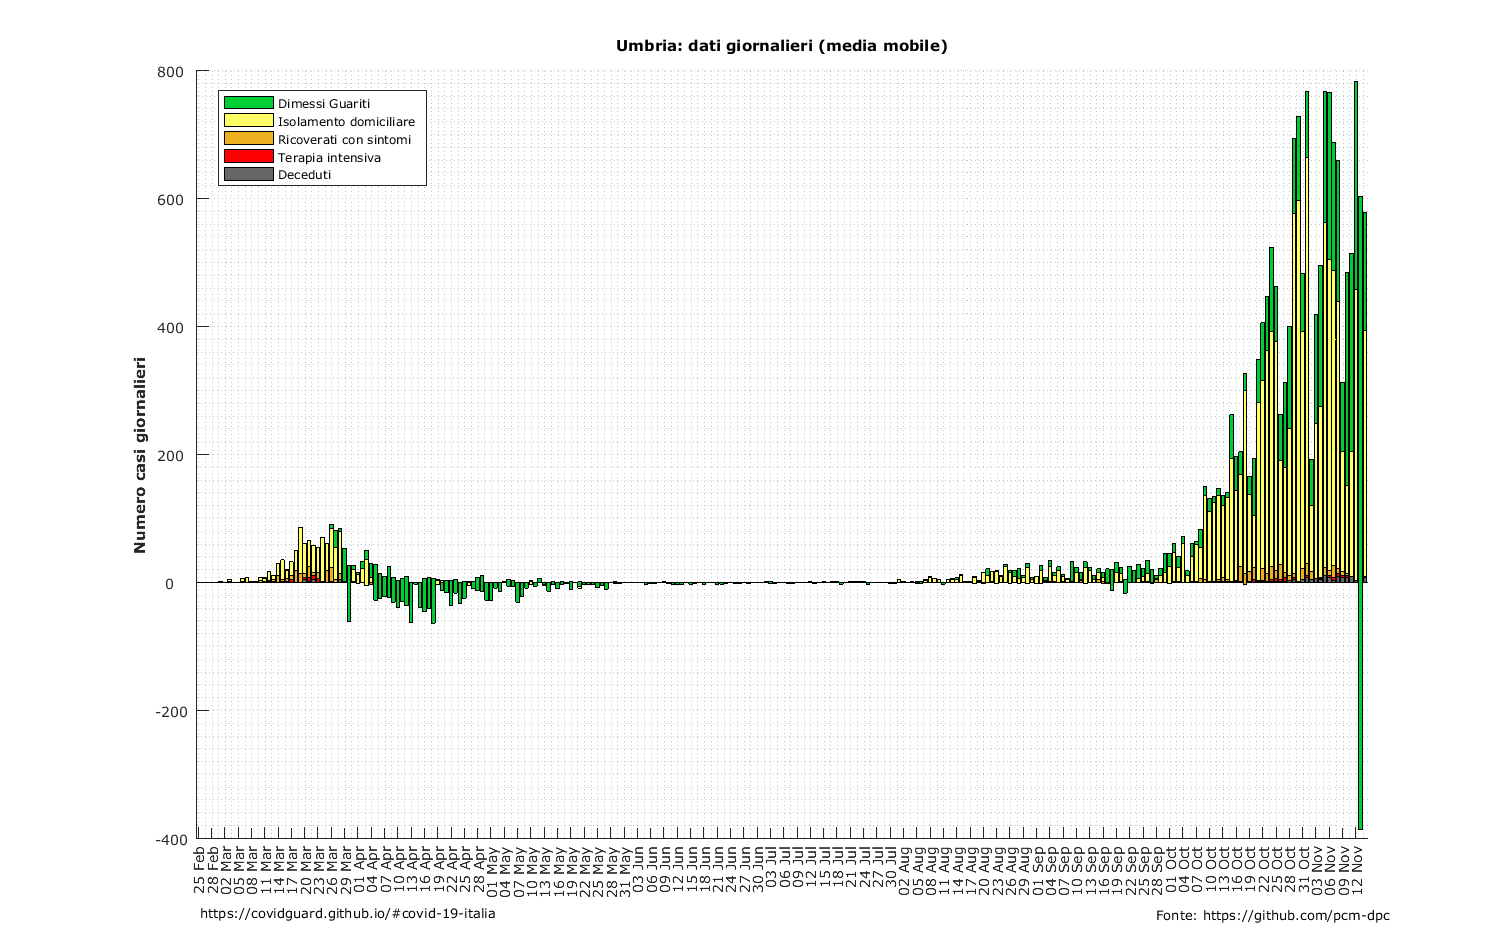 Umbria: dati giornalieri (media mobile)
800
600
400
200
0
-200
-400
Numero casi giornalieri
Dimessi Guariti
Isolamento domiciliare
Ricoverati con sintomi
Terapia intensiva
Deceduti
25 Feb
28 Feb
02 Mar
05 Mar
08 Mar
11 Mar
14 Mar
17 Mar
20 Mar
23 Mar
26 Mar
29 Mar
01 Apr
04 Apr
07 Apr
10 Apr
13 Apr
16 Apr
19 Apr
22 Apr
25 Apr
28 Apr
01 May
04 May
07 May
10 May
13 May
16 May
19 May
22 May
25 May
28 May
31 May
03 Jun
06 Jun
09 Jun
12 Jun
15 Jun
18 Jun
21 Jun
24 Jun
27 Jun
30 Jun
03 Jul
06 Jul
09 Jul
12 Jul
15 Jul
18 Jul
21 Jul
24 Jul
27 Jul
30 Jul
02 Aug
05 Aug
08 Aug
11 Aug
14 Aug
17 Aug
20 Aug
23 Aug
26 Aug
29 Aug
01 Sep
04 Sep
07 Sep
10 Sep
13 Sep
16 Sep
19 Sep
22 Sep
25 Sep
28 Sep
01 Oct
04 Oct
07 Oct
10 Oct
13 Oct
16 Oct
19 Oct
22 Oct
25 Oct
28 Oct
31 Oct
03 Nov
06 Nov
09 Nov
12 Nov
https://covidguard.github.io/#covid-19-italia
Fonte: https://github.com/pcm-dpc